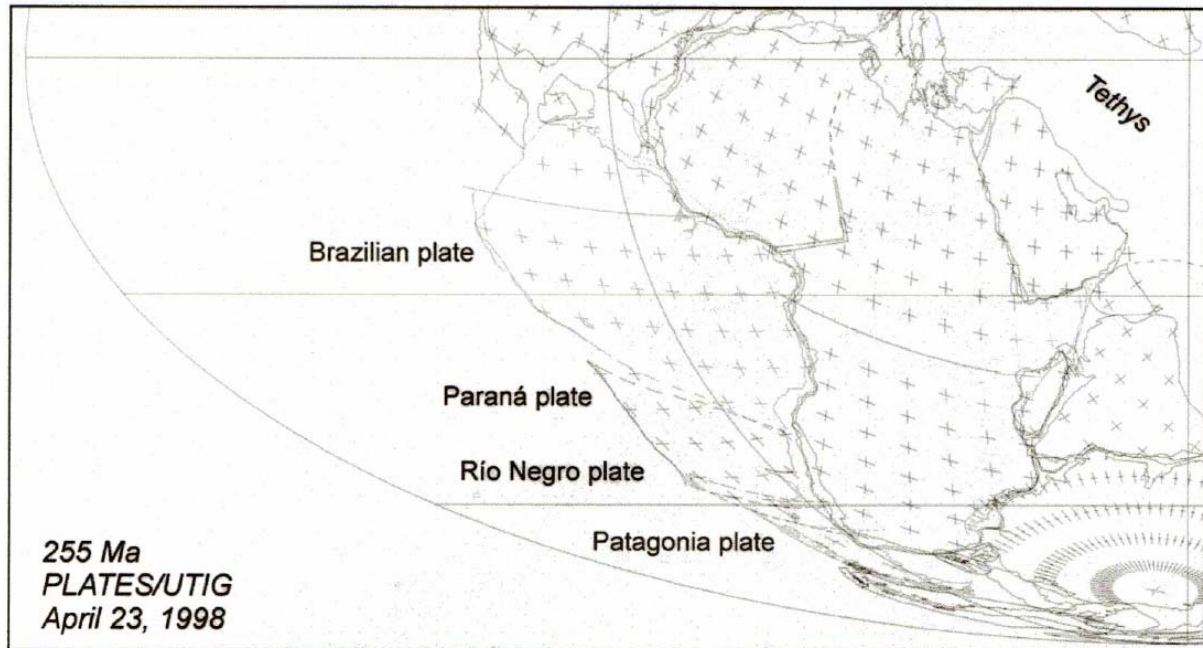 Tethys
Brazilian plate
Paraná plate
Río Negro plate
Patagonia plate
255 Ma
PLATES/UTIG
April 23, 1998